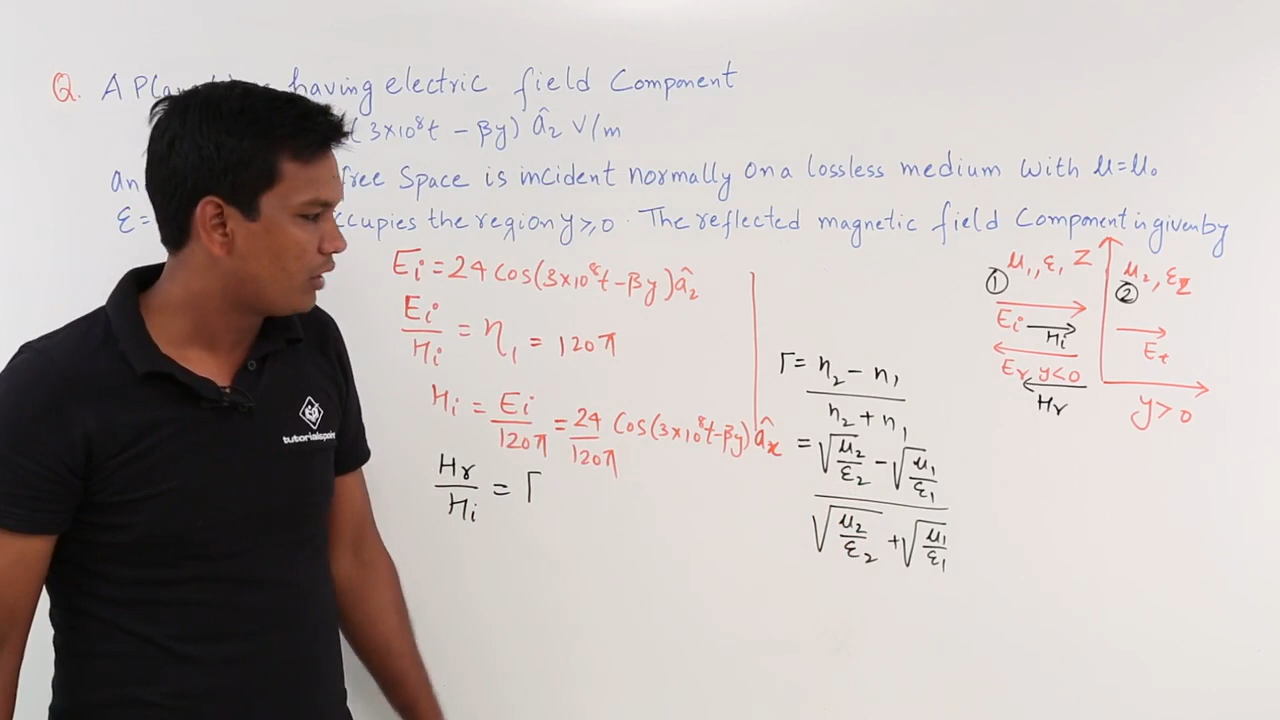 Q. A Pla having electric field Component
(3×10⁸t - βy) â₂ V/m
an free Space is incident normally on a lossless medium with μ=μ₀
ε= ccupies the region y≥0. The reflected magnetic field Component is given by
Eᵢ = 24 cos(3×10⁸t - βy) â₂
Eᵢ/Hᵢ = η₁ = 120π
Hᵢ = Eᵢ/120π = 24/120π Cos(3×10⁸t - βy) âₓ
Hᵣ/Hᵢ = Γ
Γ = η₂ - η₁ / η₂ + η₁
= √(μ₂/ε₂) - √(μ₁/ε₁) / √(μ₂/ε₂) + √(μ₁/ε₁)
μ₁, ε₁ Z
①
Eᵢ
Hᵢ
Eᵣ y<0
Hᵣ
μ₂, ε₂
②
Eₜ
y>0
tutorialspoint